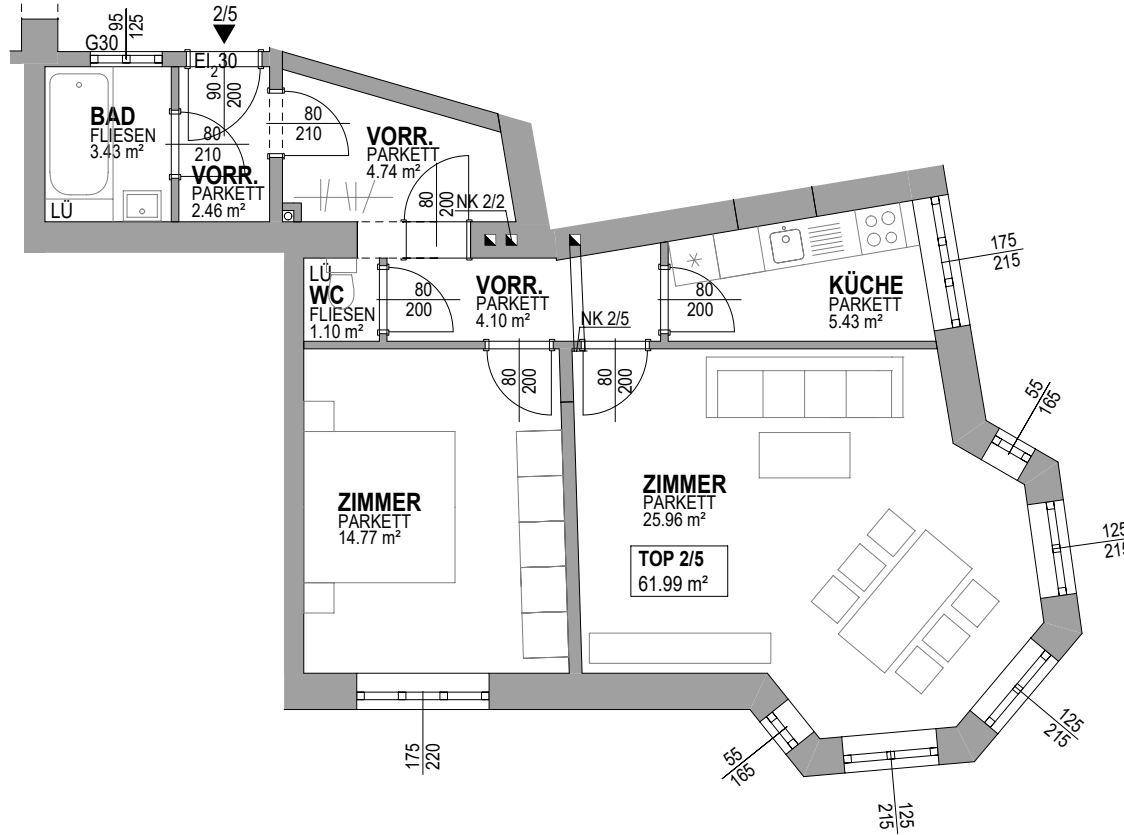 2/5
95
125
G30
EI 30
2
90
200
BAD
FLIESEN
3.43 m²
80
210
VORR.
PARKETT
2.46 m²
LÜ
80
210
VORR.
PARKETT
4.74 m²
80
200
NK 2/2
175
215
LÜ
WC
FLIESEN
1.10 m²
80
200
VORR.
PARKETT
4.10 m²
80
200
KÜCHE
PARKETT
5.43 m²
NK 2/5
80
200
80
200
55
165
ZIMMER
PARKETT
14.77 m²
ZIMMER
PARKETT
25.96 m²
TOP 2/5
61.99 m²
125
215
125
215
175
220
55
165
125
215